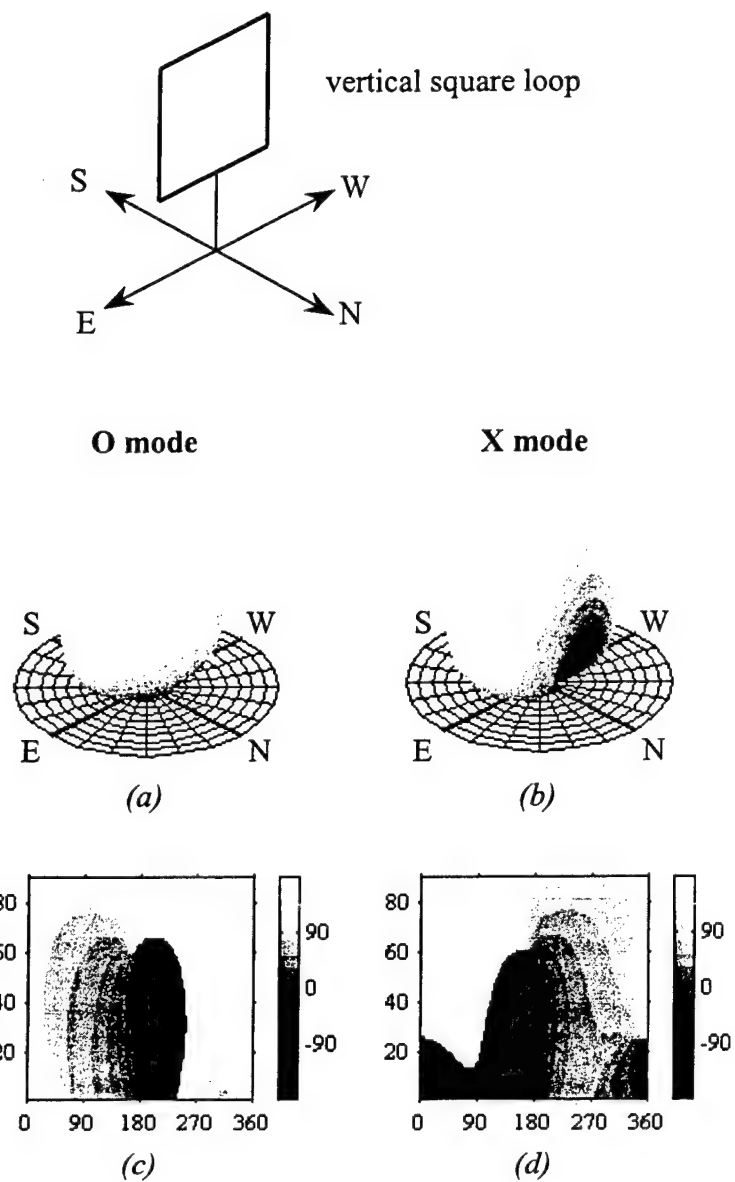 vertical square loop
S W
E N
O mode X mode
S W S W
E N E N
(a) (b)
80 90
60
40 0
20 -90
0 90 180 270 360
(c)
80 90
60
40 0
20 -90
0 90 180 270 360
(d)